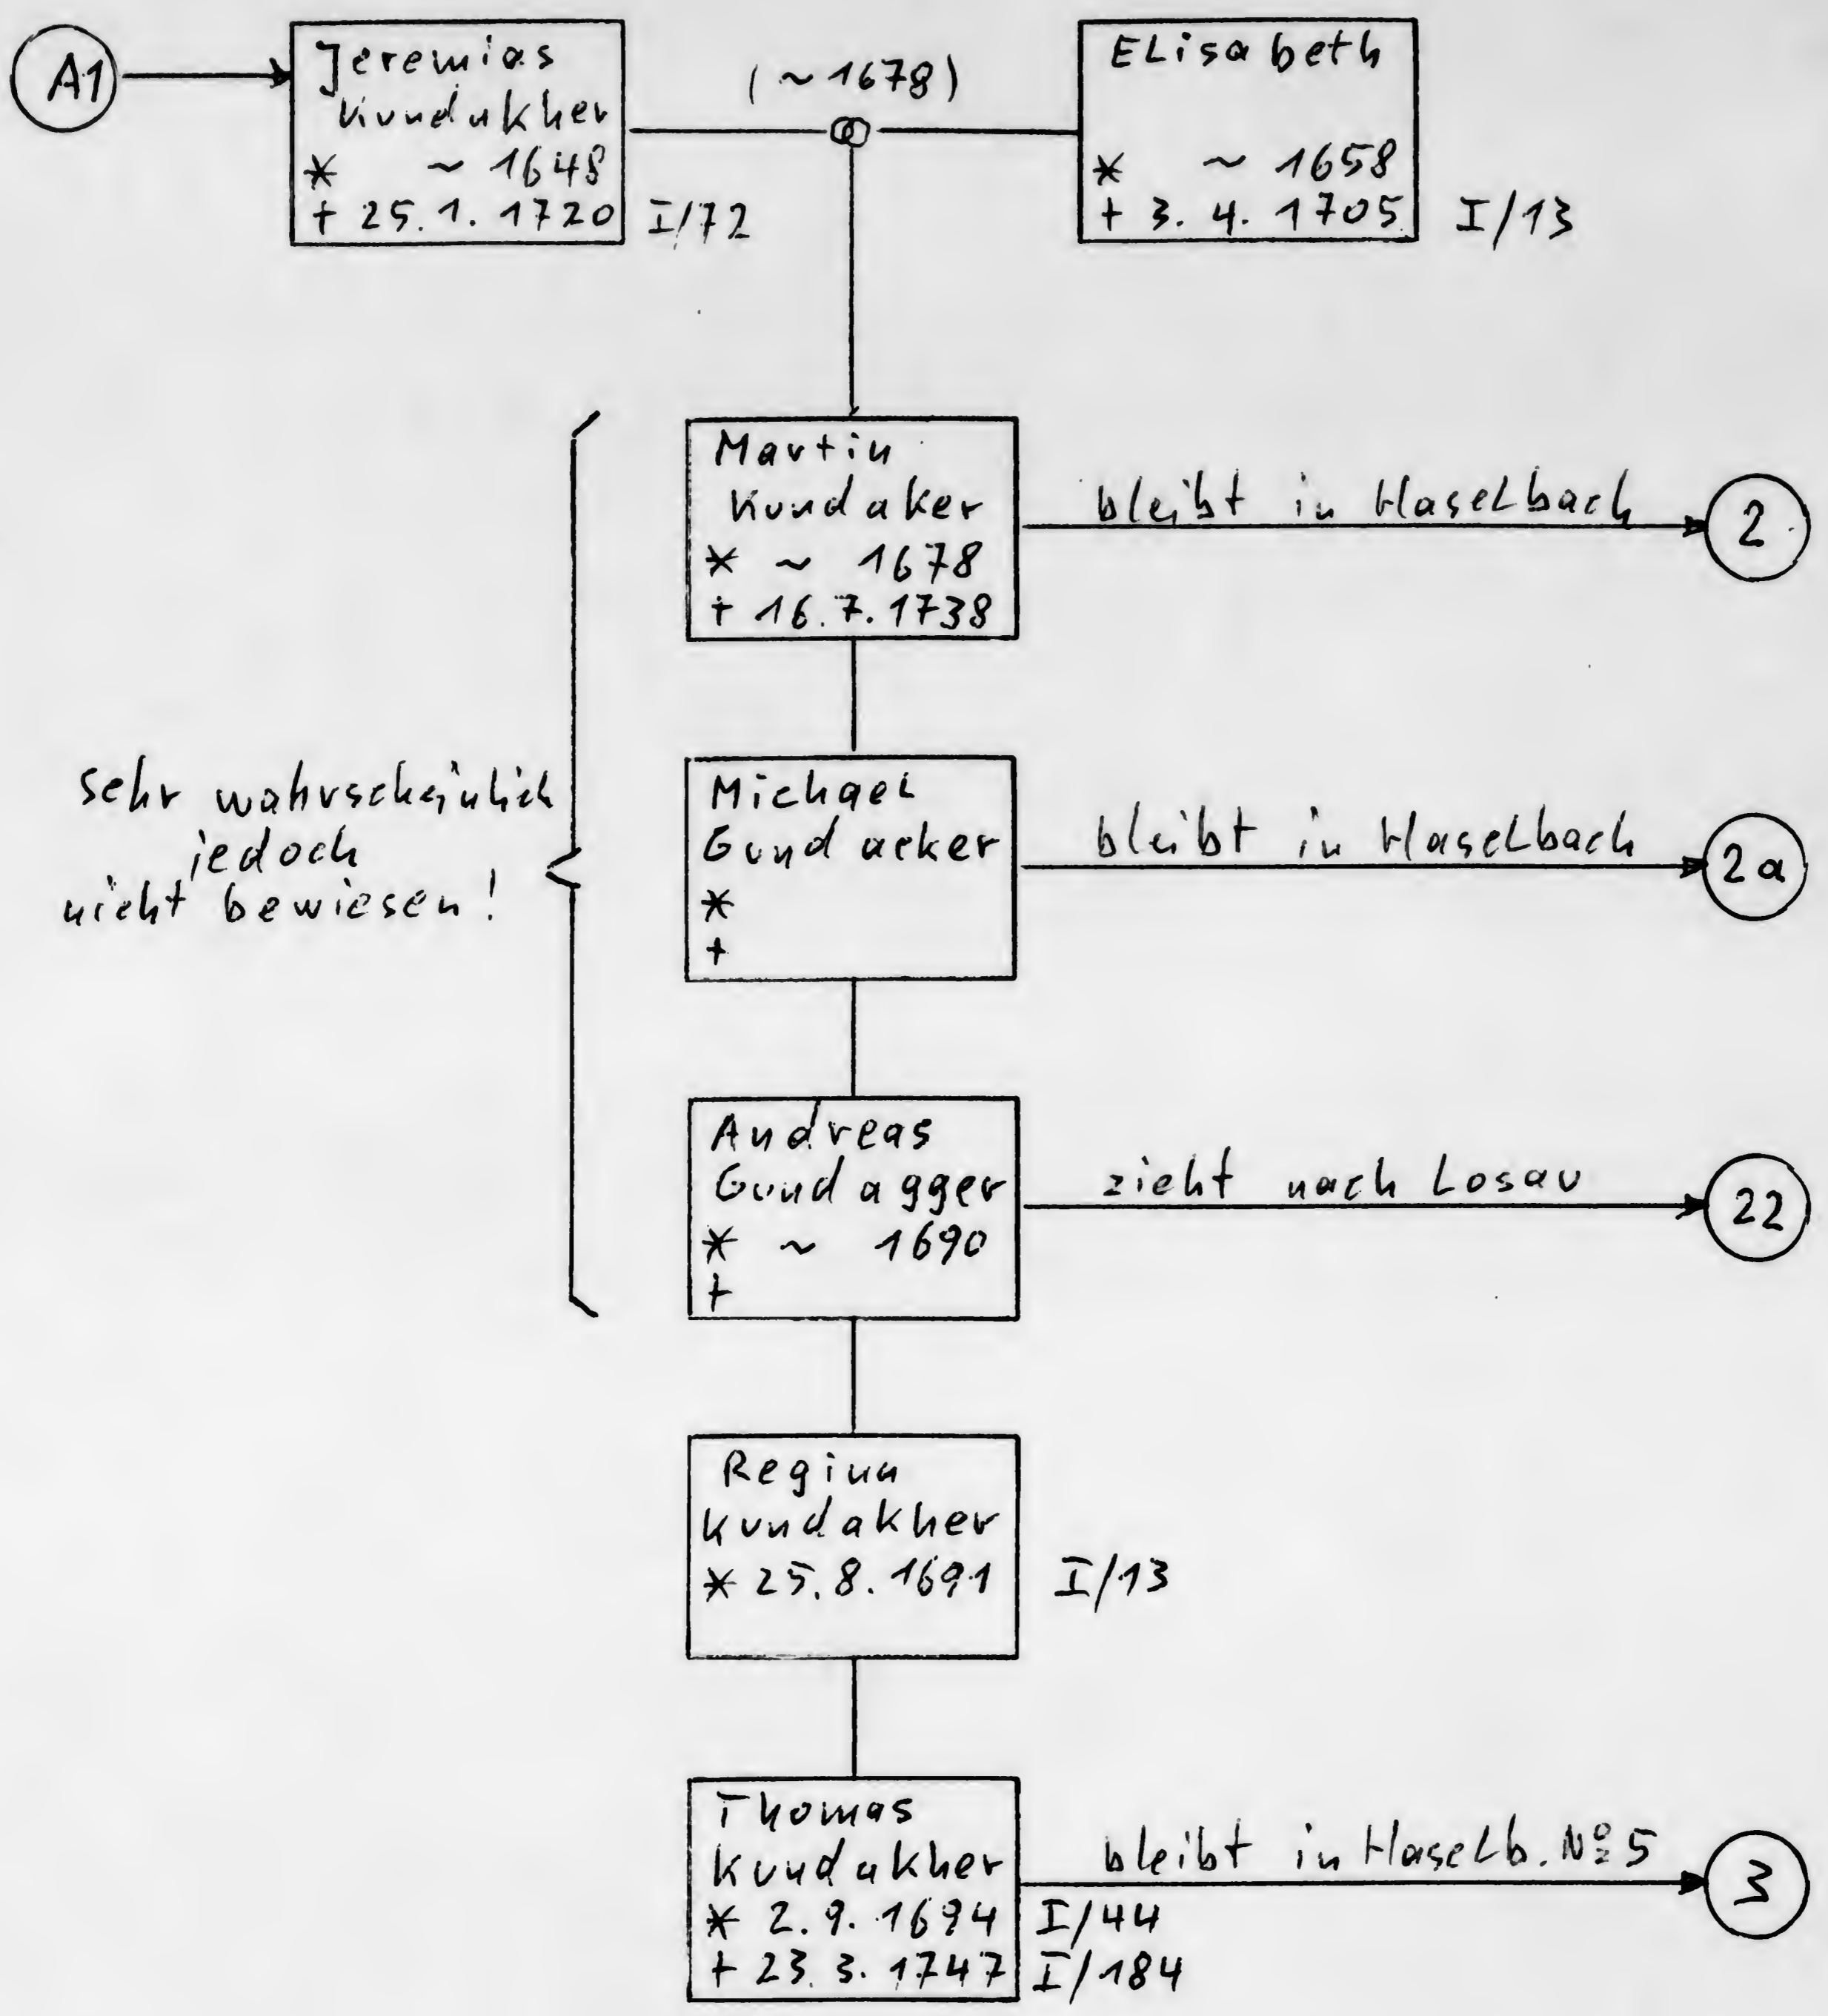 A1
Jeremias
Kundakher
* ~ 1648
+ 25.1.1720 I/72
(~1678)
ELisabeth
* ~ 1658
+ 3.4.1705 I/13
Martin
Kundaker
* ~ 1678
+ 16.7.1738
bleibt in Haselbach
2
sehr wahrscheinlich
jedoch
nicht bewiesen!
Michael
Gundacker
*
+
bleibt in Haselbach
2a
Andreas
Gundagger
* ~ 1690
+
zieht nach Losau
22
Regina
Kundakher
* 25.8.1691 I/13
Thomas
Kundakher
* 2.9.1694 I/44
+ 23.3.1747 I/184
bleibt in Haselb. No 5
3